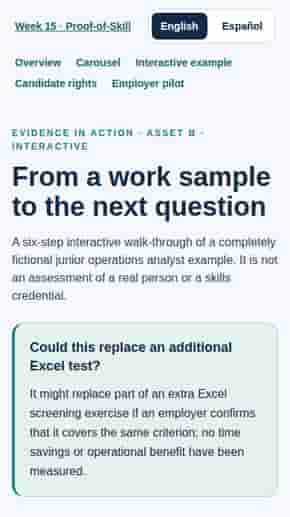 Week 15 · Proof-of-Skill
English
Español
Overview
Carousel
Interactive example
Candidate rights
Employer pilot
EVIDENCE IN ACTION · ASSET B ·
INTERACTIVE
From a work sample
to the next question
A six-step interactive walk-through of a completely
fictional junior operations analyst example. It is not
an assessment of a real person or a skills
credential.
Could this replace an additional
Excel test?
It might replace part of an extra Excel
screening exercise if an employer confirms
that it covers the same criterion; no time
savings or operational benefit have been
measured.